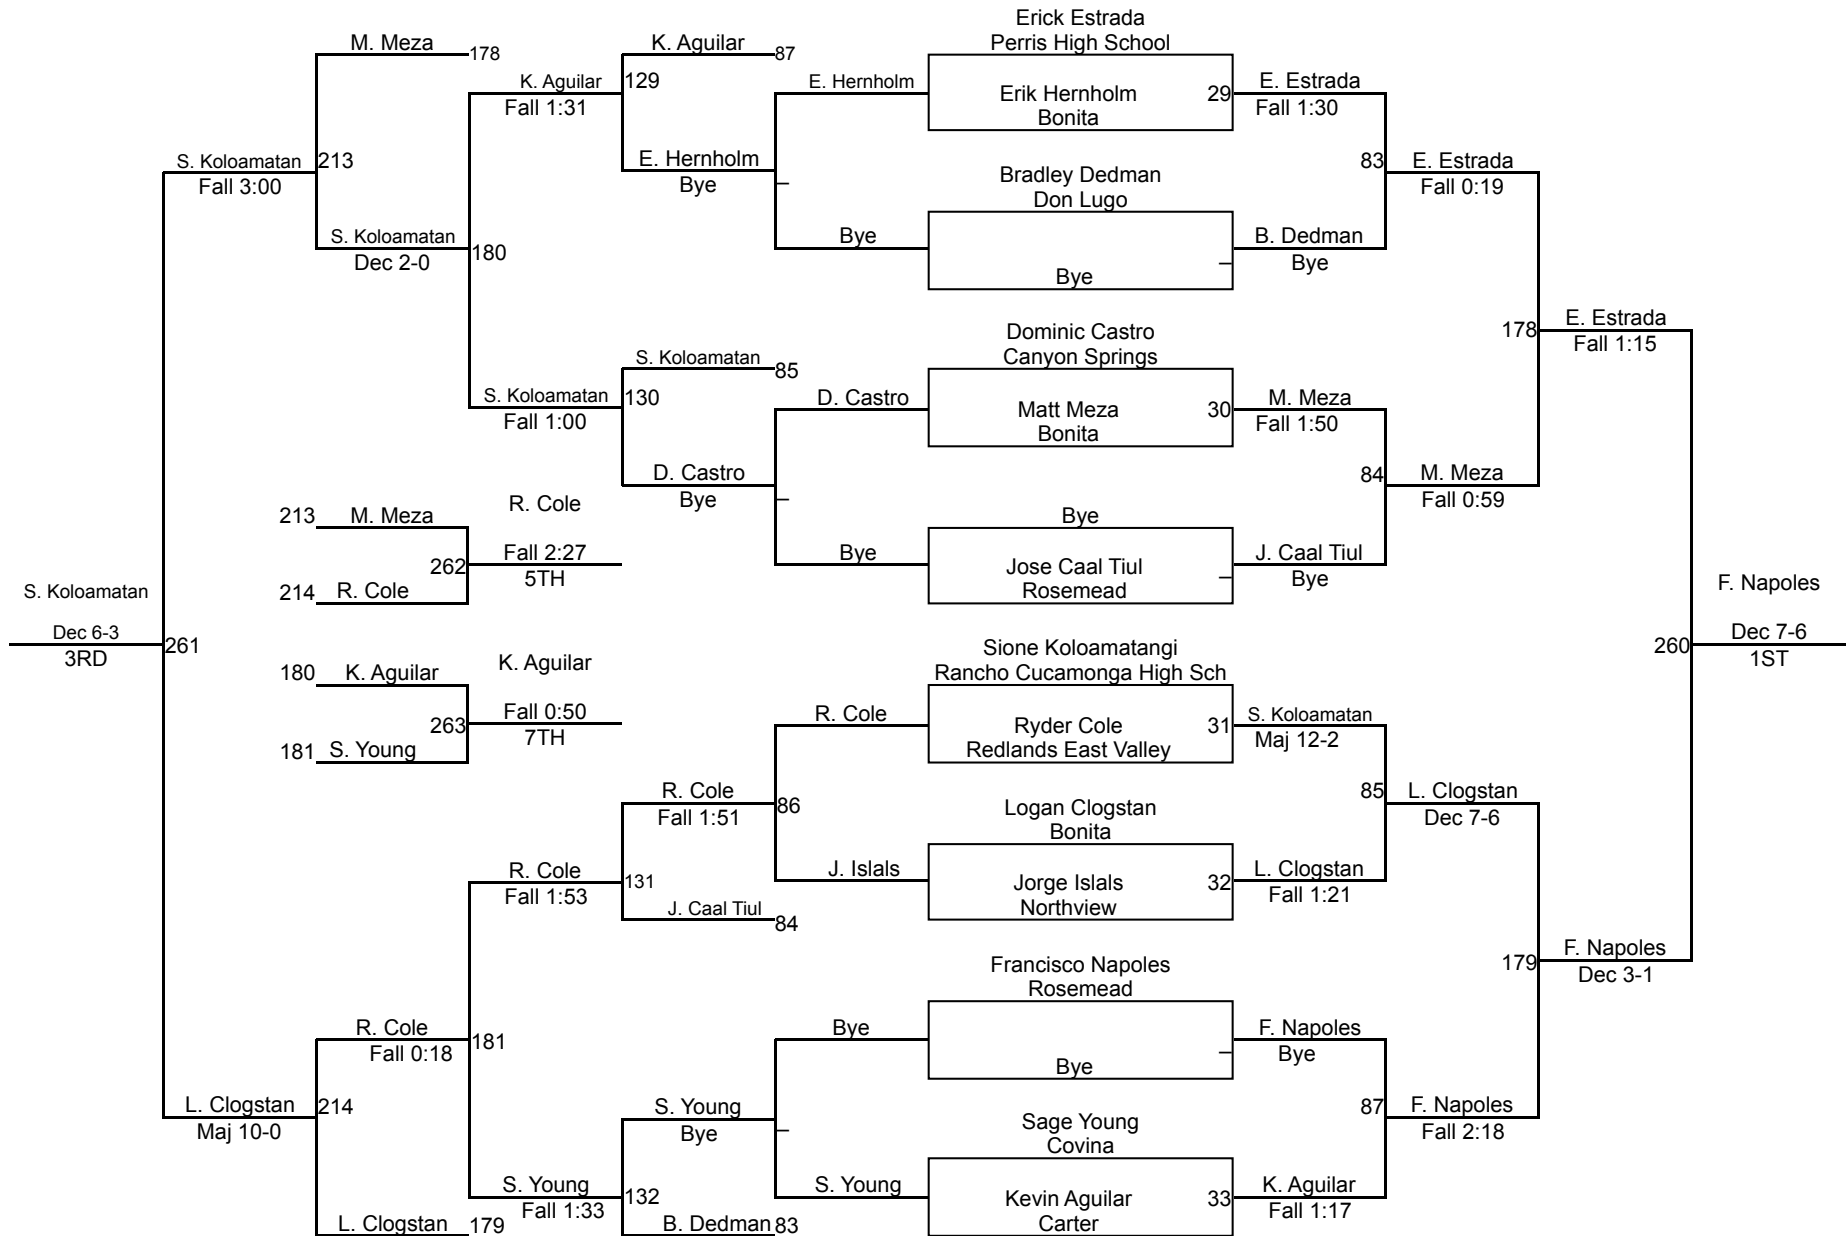 Erick Estrada
Perris High School
M. Meza
178
K. Aguilar
87
K. Aguilar
129
Fall 1:31
E. Hernholm
Erik Hernholm
Bonita
29
E. Estrada
Fall 1:30
S. Koloamatan
213
Fall 3:00
E. Hernholm
Bye
–
Bradley Dedman
Don Lugo
83
E. Estrada
Fall 0:19
S. Koloamatan
Dec 2-0
180
Bye
Bye
–
B. Dedman
Bye
Dominic Castro
Canyon Springs
178
E. Estrada
Fall 1:15
S. Koloamatan
85
S. Koloamatan
130
Fall 1:00
D. Castro
Matt Meza
Bonita
30
M. Meza
Fall 1:50
D. Castro
Bye
–
84
M. Meza
Fall 0:59
213
M. Meza
R. Cole
262
Fall 2:27
5TH
214
R. Cole
Bye
Bye
Jose Caal Tiul
Rosemead
–
J. Caal Tiul
Bye
S. Koloamatan
Dec 6-3
3RD
261
F. Napoles
260
Dec 7-6
1ST
180
K. Aguilar
K. Aguilar
263
Fall 0:50
7TH
181
S. Young
Sione Koloamatangi
Rancho Cucamonga High Sch
R. Cole
Ryder Cole
Redlands East Valley
31
S. Koloamatan
Maj 12-2
R. Cole
Fall 1:51
86
Logan Clogstan
Bonita
85
L. Clogstan
Dec 7-6
R. Cole
Fall 1:53
131
J. Islals
Jorge Islals
Northview
32
L. Clogstan
Fall 1:21
J. Caal Tiul
84
Francisco Napoles
Rosemead
179
F. Napoles
Dec 3-1
R. Cole
Fall 0:18
181
Bye
Bye
–
F. Napoles
Bye
L. Clogstan
Maj 10-0
214
S. Young
Bye
–
Sage Young
Covina
87
F. Napoles
Fall 2:18
S. Young
Fall 1:33
132
S. Young
Kevin Aguilar
Carter
33
K. Aguilar
Fall 1:17
L. Clogstan
179
B. Dedman
83